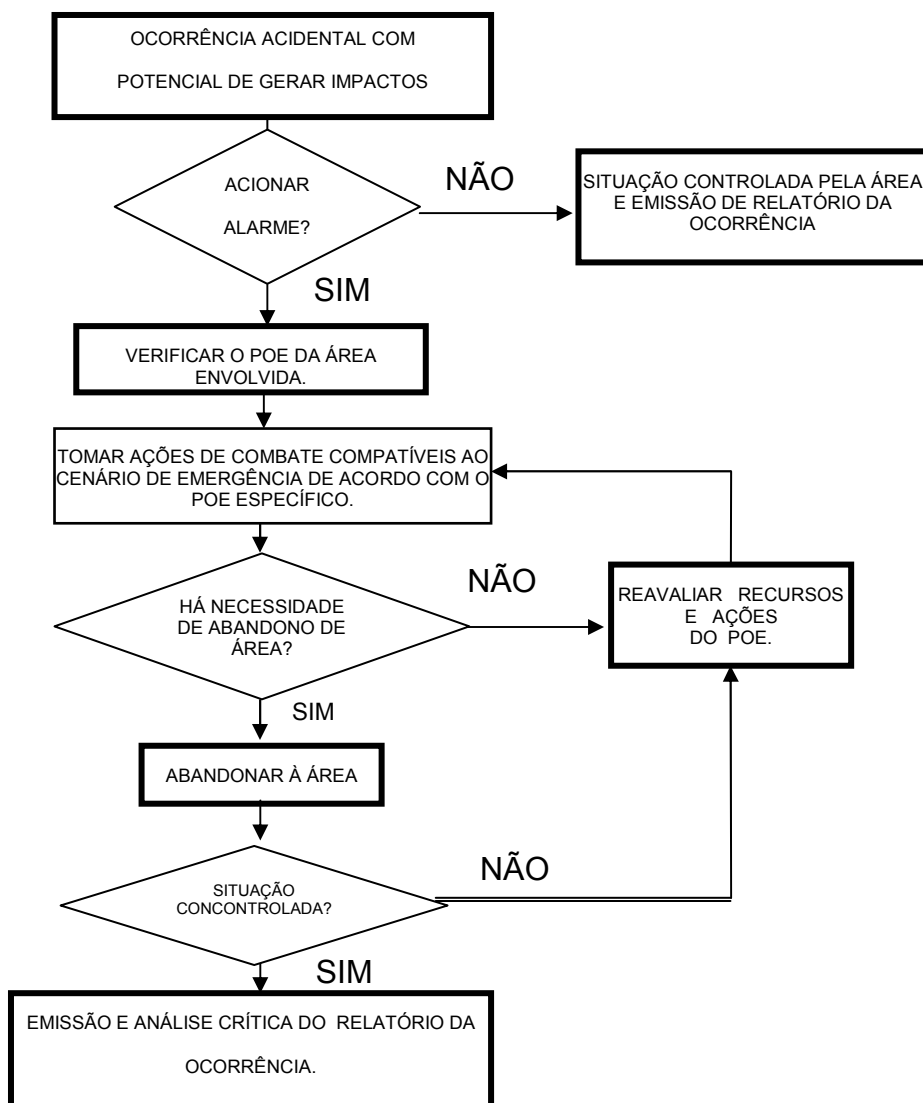 OCORRÊNCIA ACIDENTAL COM
POTENCIAL DE GERAR IMPACTOS
ACIONAR
ALARME?
NÃO
SITUAÇÃO CONTROLADA PELA ÁREA
E EMISSÃO DE RELATÓRIO DA
OCORRÊNCIA
SIM
VERIFICAR O POE DA ÁREA
ENVOLVIDA.
TOMAR AÇÕES DE COMBATE COMPATÍVEIS AO
CENÁRIO DE EMERGÊNCIA DE ACORDO COM O
POE ESPECÍFICO.
HÁ NECESSIDADE
DE ABANDONO DE
ÁREA?
NÃO
REAVALIAR RECURSOS
E AÇÕES
DO POE.
SIM
ABANDONAR À ÁREA
SITUAÇÃO
CONCONTROLADA?
NÃO
SIM
EMISSÃO E ANÁLISE CRÍTICA DO RELATÓRIO DA
OCORRÊNCIA.